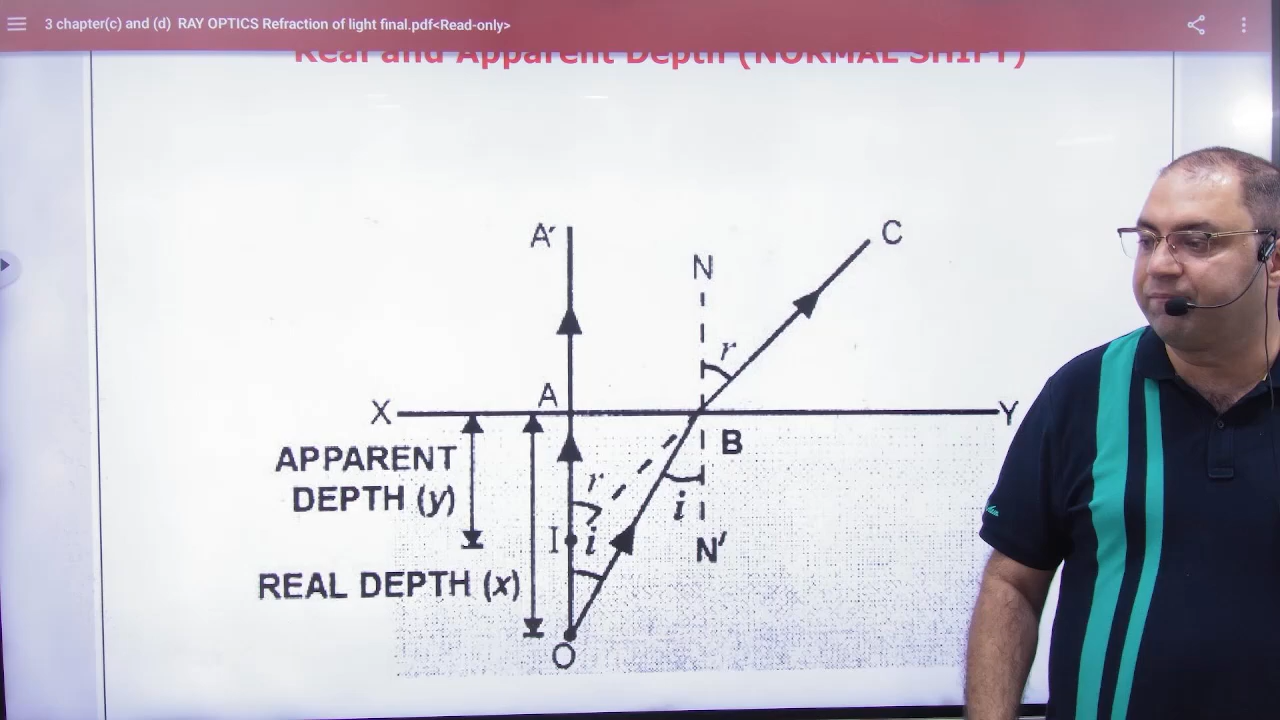 3 chapter(c) and (d) RAY OPTICS Refraction of light final.pdf<Read-only>
Real and Apparent Depth (NORMAL SHIFT)
A'
C
N
r
A
X
Y
B
APPARENT
DEPTH (y)
r
i
I
i
N'
REAL DEPTH (x)
O